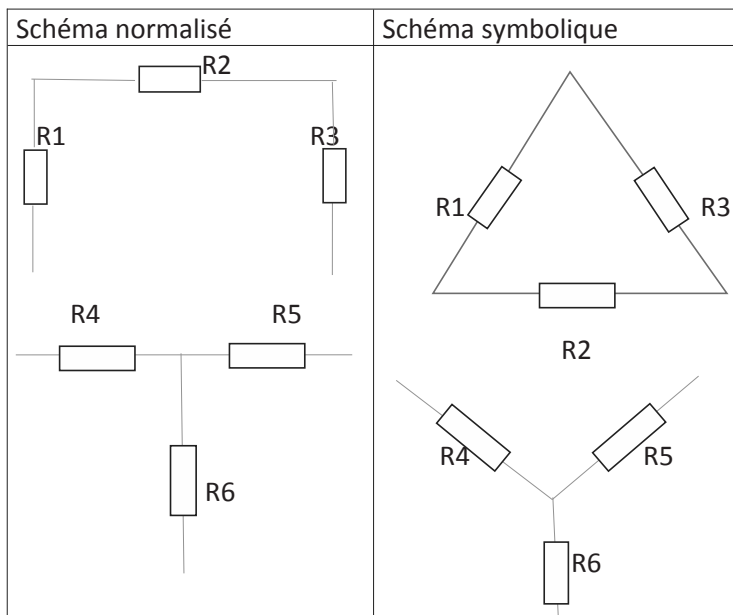 Schéma normalisé
Schéma symbolique
R2
R1
R3
R4
R5
R6
R1
R3
R2
R4
R5
R6